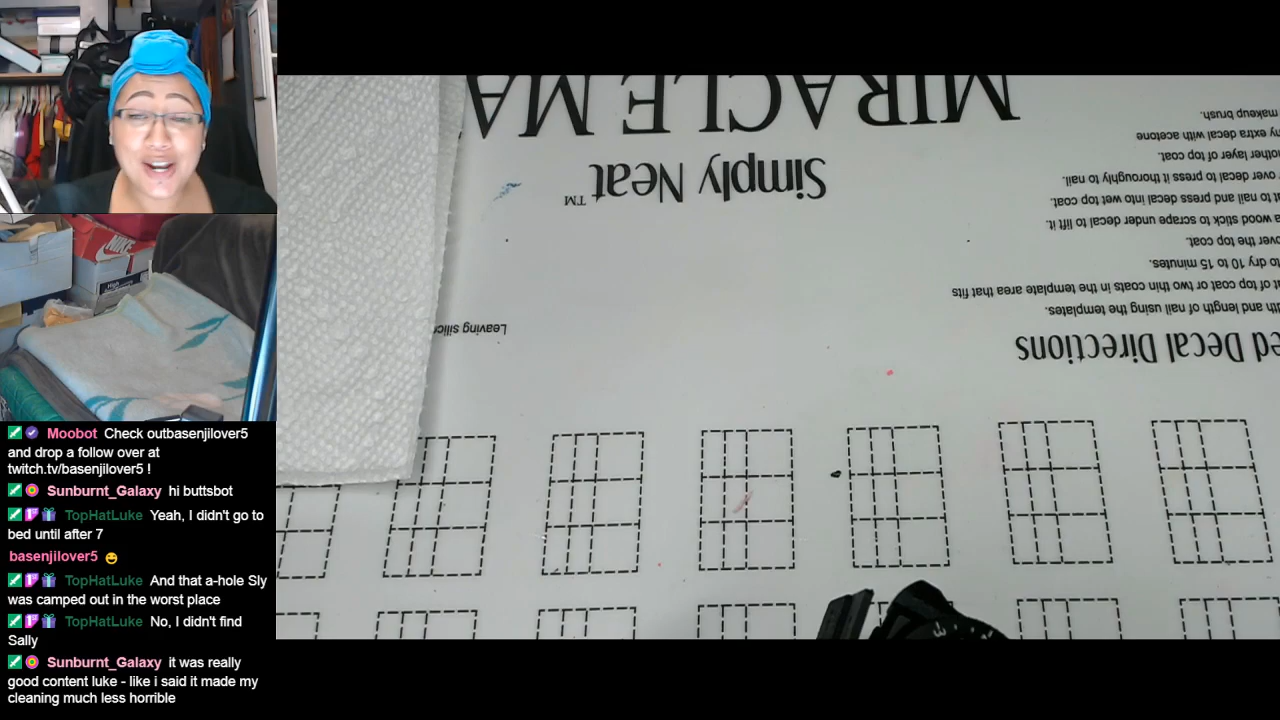 MIRACLE MA
Simply Neat™
makeup brush.
y extra decal with acetone
nother layer of top coat.
over decal to press it thoroughly to nail.
at to nail and press decal into wet top coat.
a wood stick to scrape under decal to lift it.
over the top coat.
to dry 10 to 15 minutes.
at of top coat or two thin coats in the template area that fits
dth and length of nail using the templates.
ed Decal Directions
Leaving silic
NIKE
3
Moobot Check outbasenjilover5
and drop a follow over at
twitch.tv/basenjilover5 !
Sunburnt_Galaxy hi buttsbot
TopHatLuke Yeah, I didn't go to
bed until after 7
basenjilover5
TopHatLuke And that a-hole Sly
was camped out in the worst place
TopHatLuke No, I didn't find
Sally
Sunburnt_Galaxy it was really
good content luke - like i said it made my
cleaning much less horrible